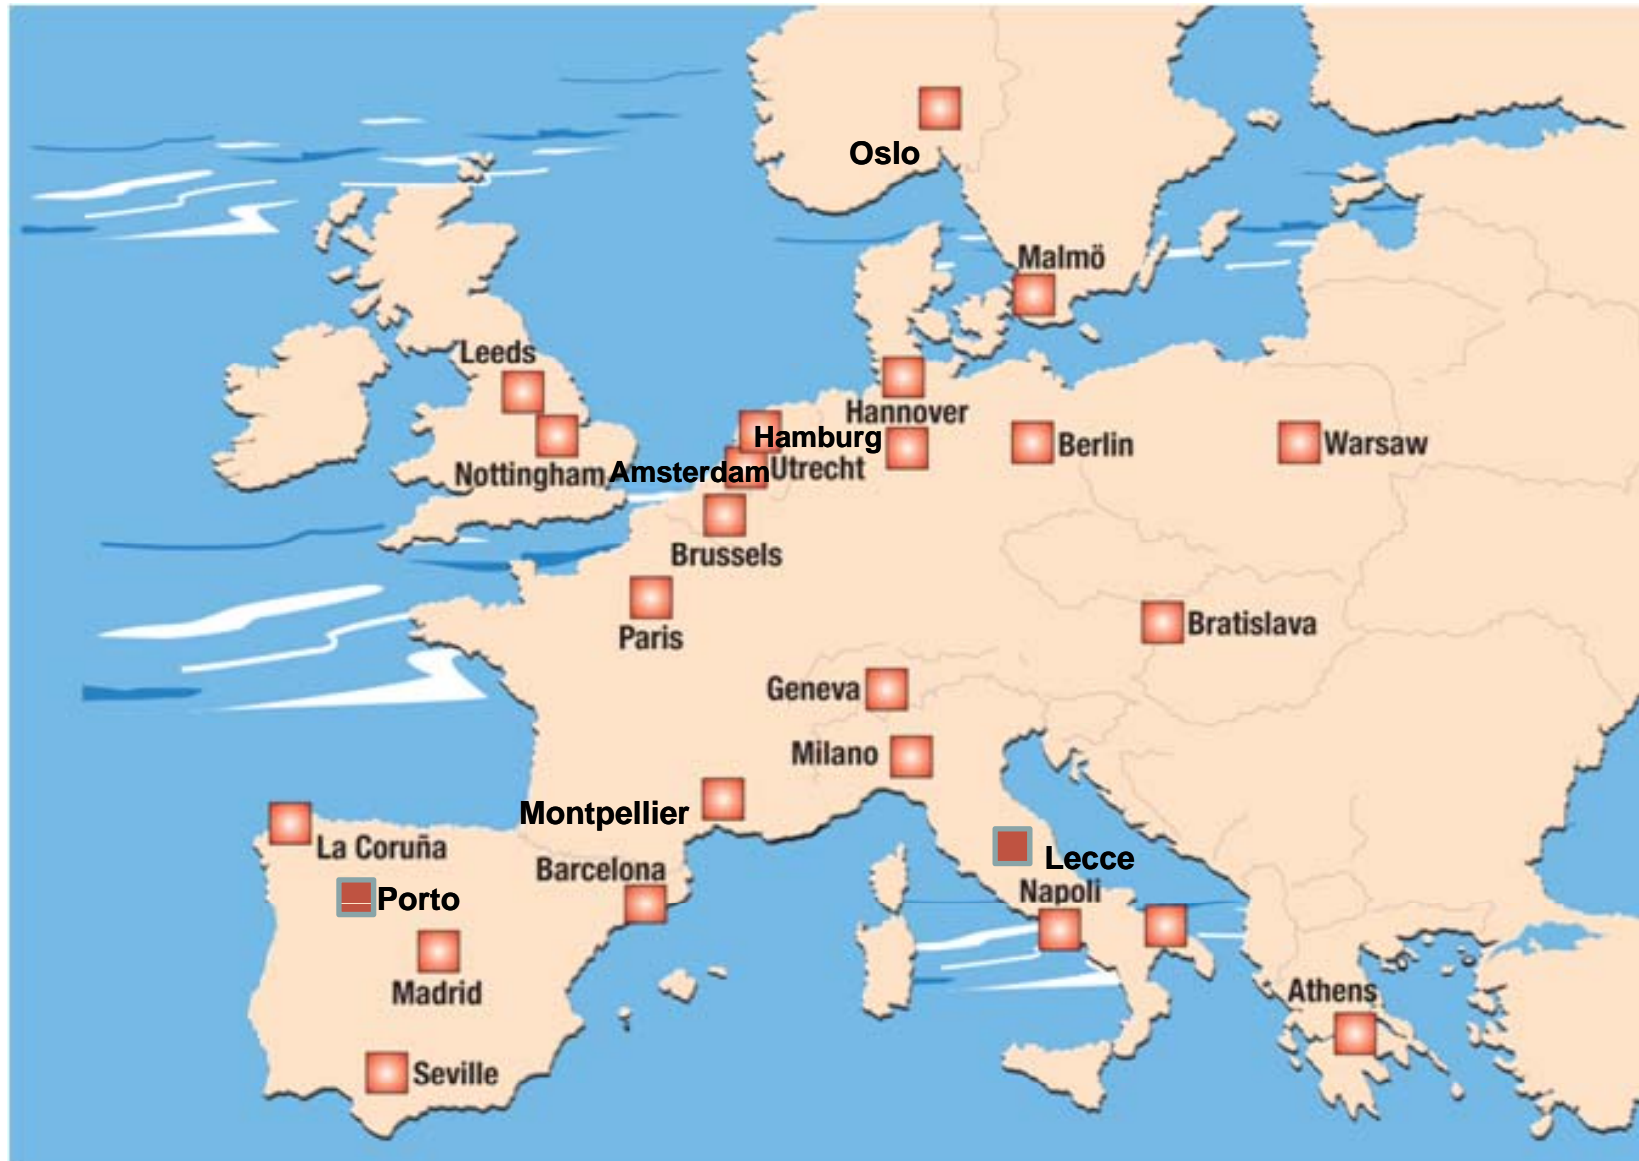 Oslo
Malmö
Leeds
Hannover
Hamburg
Berlin
Warsaw
Nottingham
Amsterdam
Utrecht
Brussels
Paris
Bratislava
Geneva
Milano
Montpellier
La Coruña
Lecce
Barcelona
Napoli
Porto
Madrid
Athens
Seville